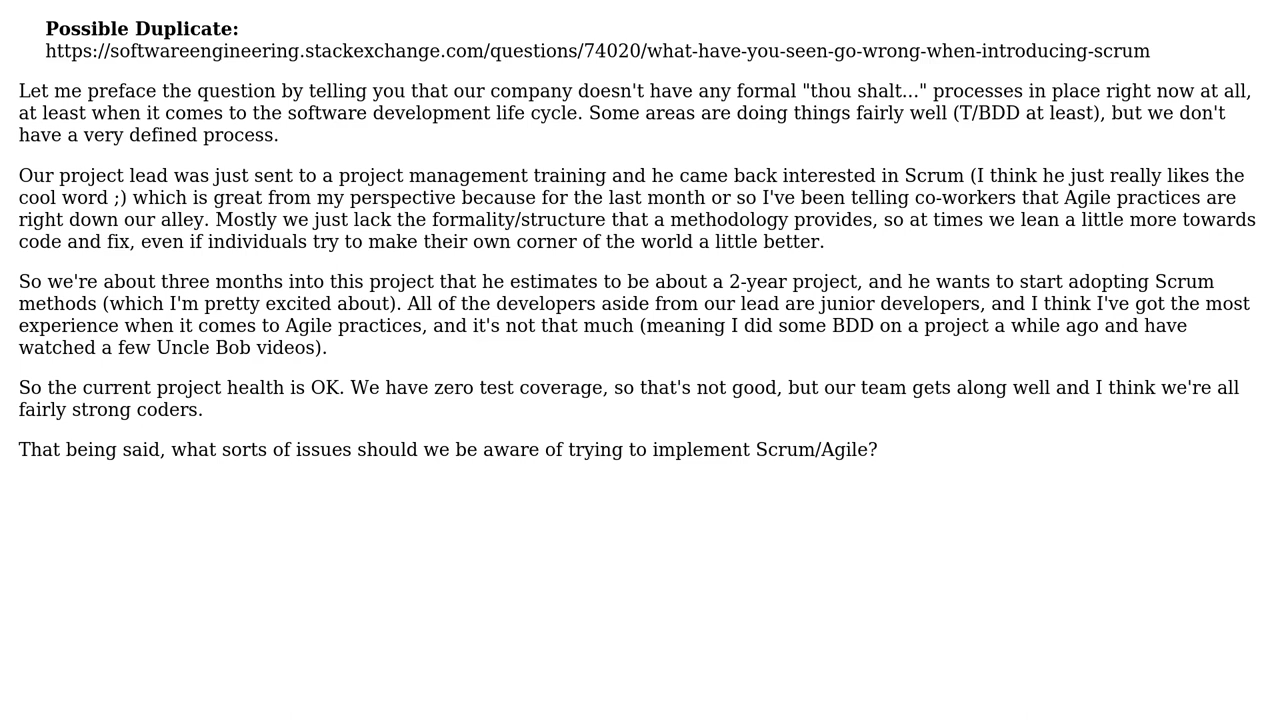 Possible Duplicate:
https://softwareengineering.stackexchange.com/questions/74020/what-have-you-seen-go-wrong-when-introducing-scrum
Let me preface the question by telling you that our company doesn't have any formal "thou shalt..." processes in place right now at all,
at least when it comes to the software development life cycle. Some areas are doing things fairly well (T/BDD at least), but we don't
have a very defined process.
Our project lead was just sent to a project management training and he came back interested in Scrum (I think he just really likes the
cool word ;) which is great from my perspective because for the last month or so I've been telling co-workers that Agile practices are
right down our alley. Mostly we just lack the formality/structure that a methodology provides, so at times we lean a little more towards
code and fix, even if individuals try to make their own corner of the world a little better.
So we're about three months into this project that he estimates to be about a 2-year project, and he wants to start adopting Scrum
methods (which I'm pretty excited about). All of the developers aside from our lead are junior developers, and I think I've got the most
experience when it comes to Agile practices, and it's not that much (meaning I did some BDD on a project a while ago and have
watched a few Uncle Bob videos).
So the current project health is OK. We have zero test coverage, so that's not good, but our team gets along well and I think we're all
fairly strong coders.
That being said, what sorts of issues should we be aware of trying to implement Scrum/Agile?